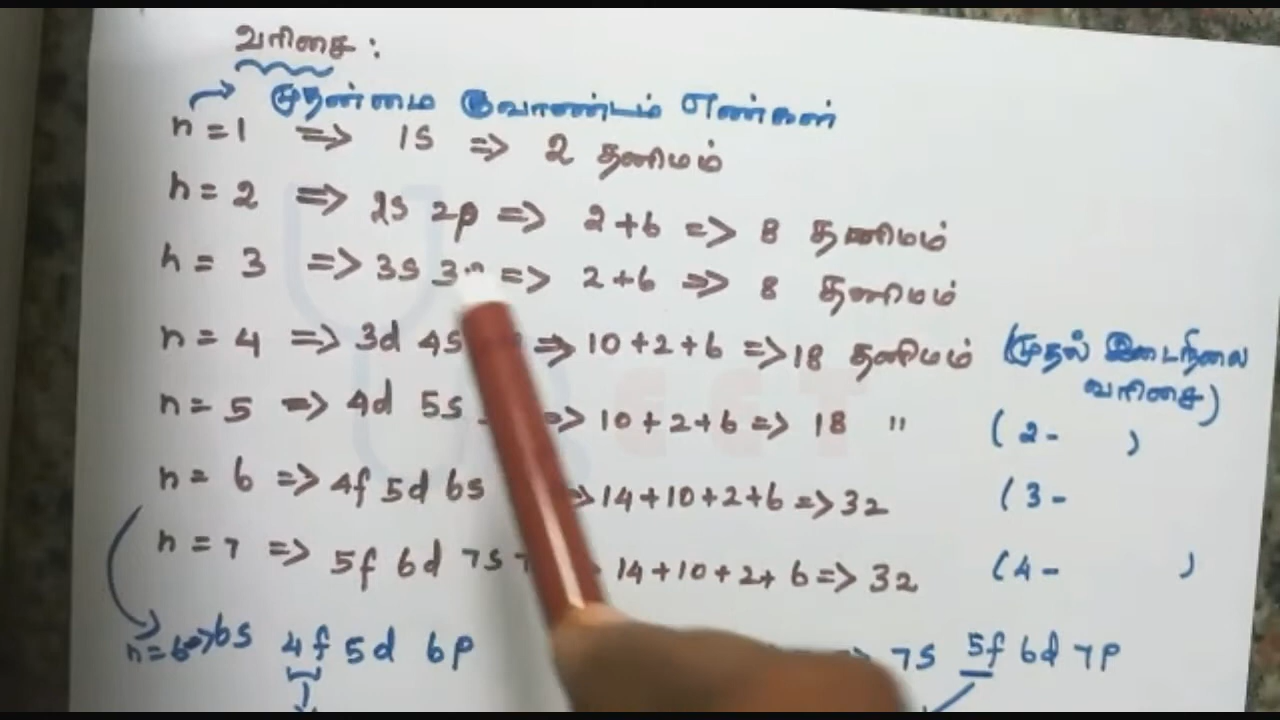 வரிசை :
முதன்மை குவாண்டம் எண்கள்
n = 1 => 1s => 2 தனிமம்
n = 2 => 2s 2p => 2+6 => 8 தனிமம்
n = 3 => 3s 3 => 2+6 => 8 தனிமம்
n = 4 => 3d 4s => 10+2+6 => 18 தனிமம் (முதல் இடைநிலை வரிசை)
n = 5 => 4d 5s => 10+2+6 => 18 " ( 2 - )
n = 6 => 4f 5d 6s => 14+10+2+6 => 32 ( 3 -
n = 7 => 5f 6d 7s 14+10+2+6 => 32 ( 4 - )
n = 6 => 6s 4f 5d 6p => 7s 5f 6d 7p